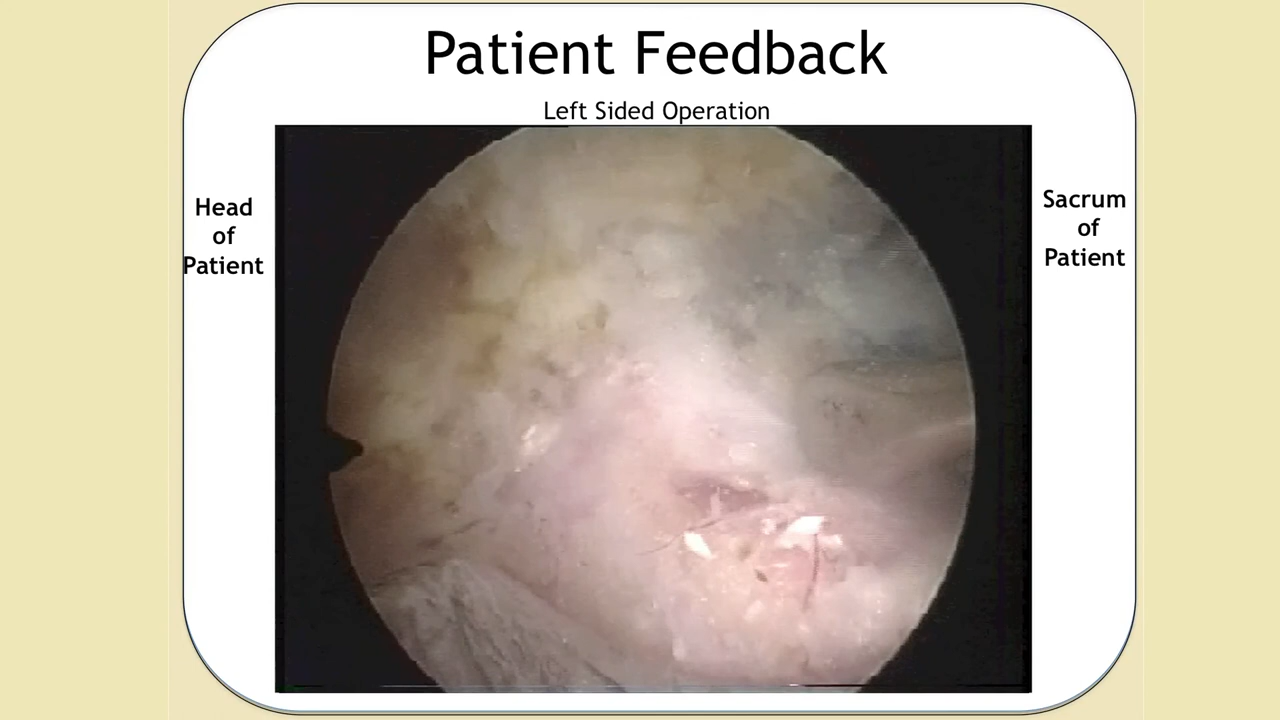 Patient Feedback
Left Sided Operation
Head
of
Patient
Sacrum
of
Patient